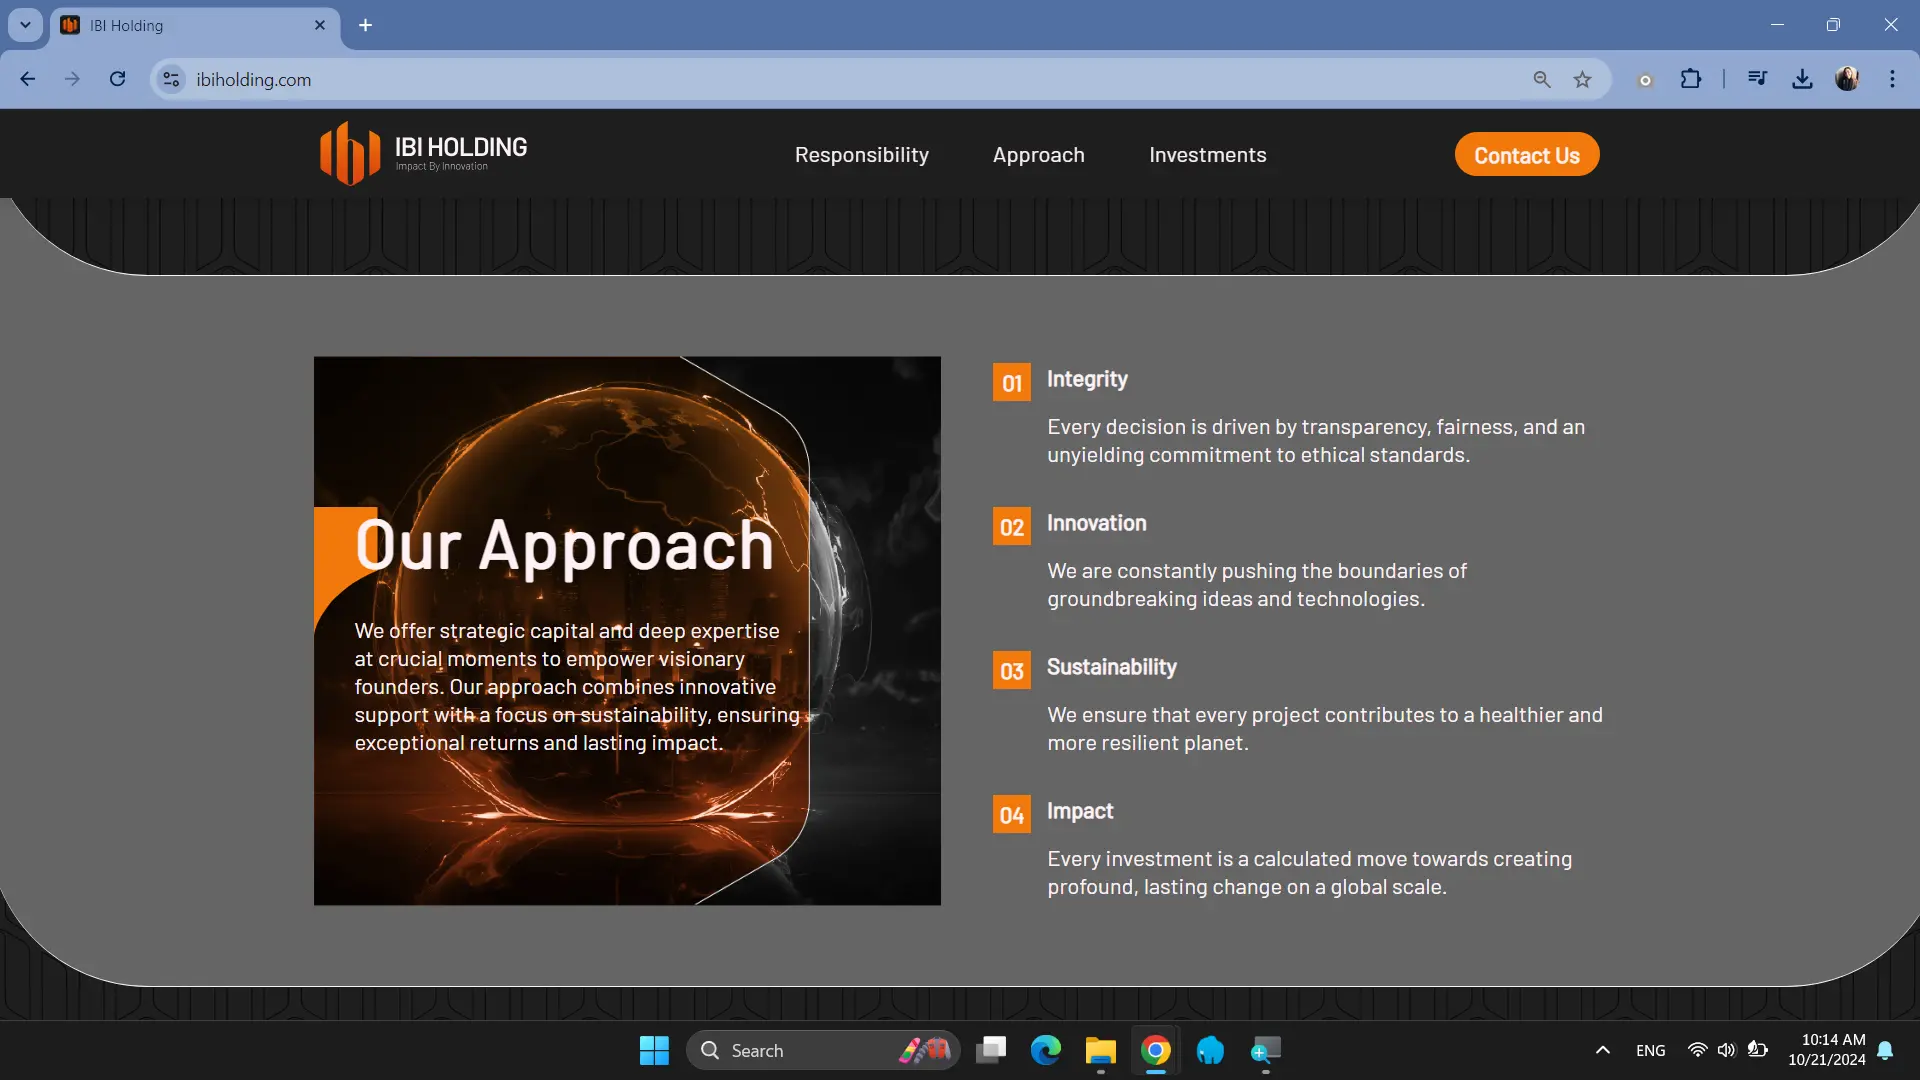 IBI Holding
ibiholding.com
IBI HOLDING
Impact By Innovation
Responsibility
Approach
Investments
Contact Us
Our Approach
We offer strategic capital and deep expertise
at crucial moments to empower visionary
founders. Our approach combines innovative
support with a focus on sustainability, ensuring
exceptional returns and lasting impact.
01
Integrity
Every decision is driven by transparency, fairness, and an
unyielding commitment to ethical standards.
02
Innovation
We are constantly pushing the boundaries of
groundbreaking ideas and technologies.
03
Sustainability
We ensure that every project contributes to a healthier and
more resilient planet.
04
Impact
Every investment is a calculated move towards creating
profound, lasting change on a global scale.
Search
ENG
10:14 AM
10/21/2024